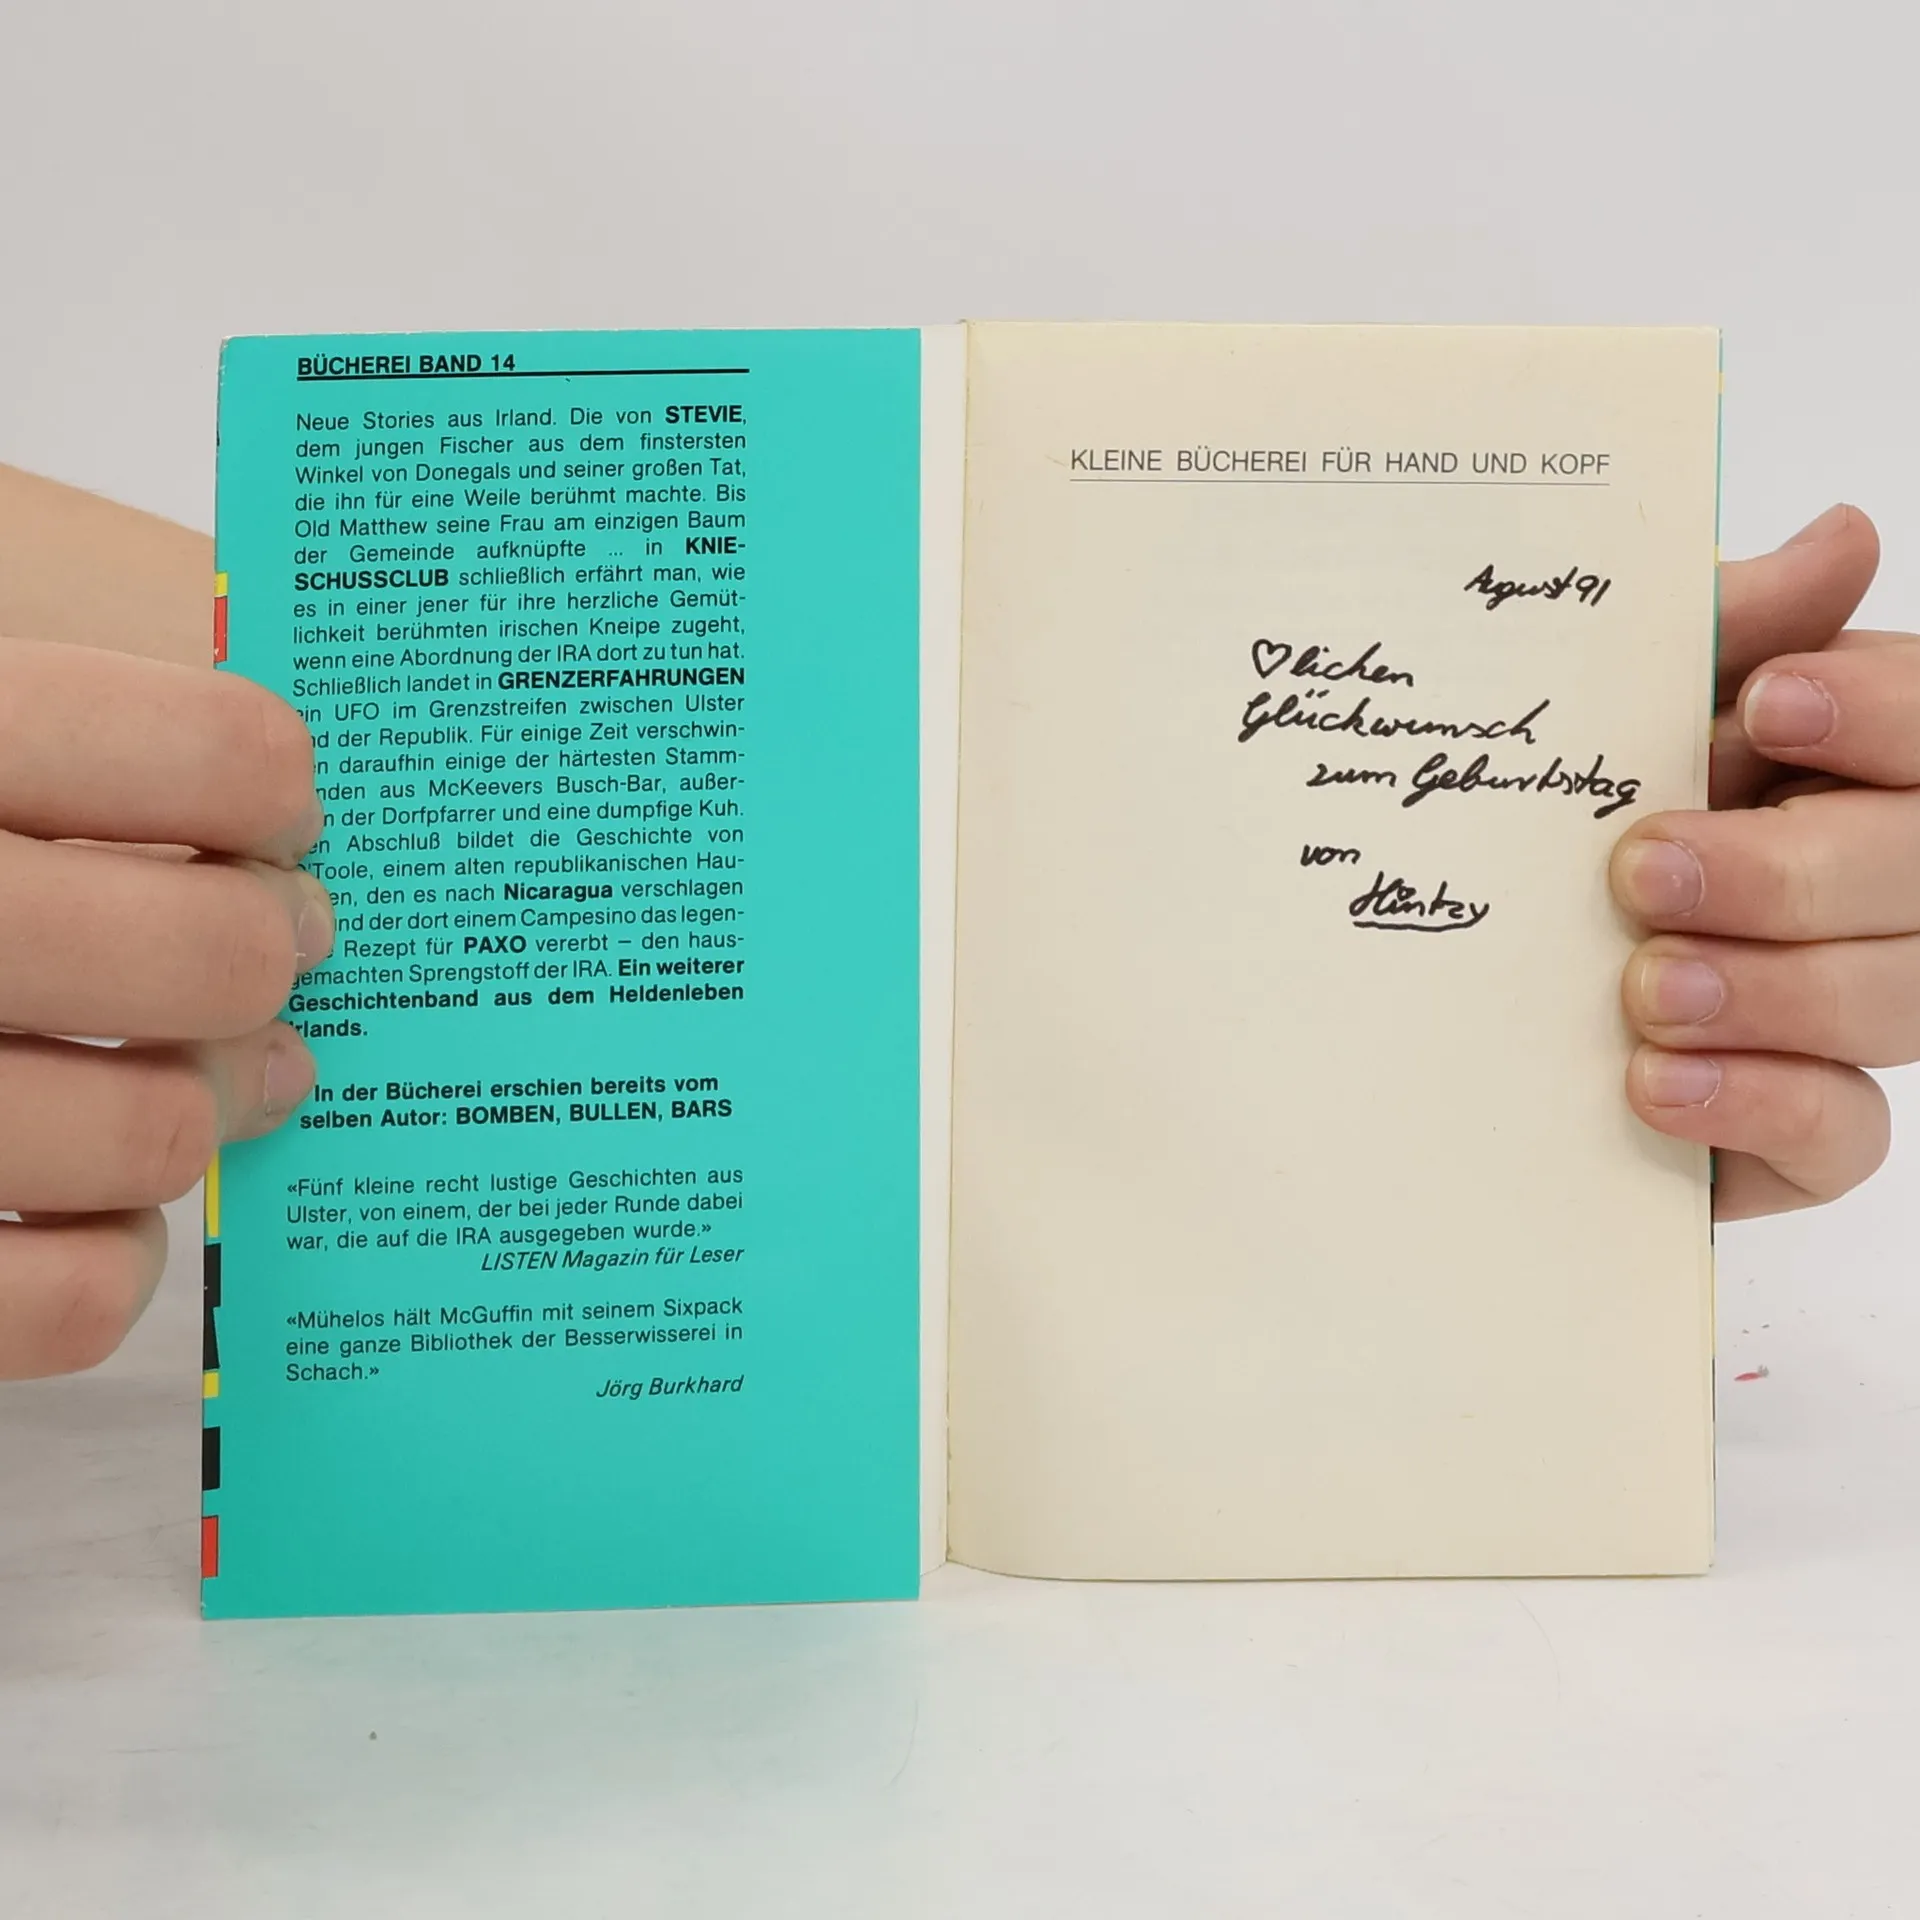 BÜCHEREI BAND 14
Neue Stories aus Irland. Die von STEVIE,
dem jungen Fischer aus dem finstersten
Winkel von Donegals und seiner großen Tat,
die ihn für eine Weile berühmt machte. Bis
Old Matthew seine Frau am einzigen Baum
der Gemeinde aufknüpfte ... in KNIE-
SCHUSSCLUB schließlich erfährt man, wie
es in einer jener für ihre herzliche Gemüt-
lichkeit berühmten irischen Kneipe zugeht,
wenn eine Abordnung der IRA dort zu tun hat.
Schließlich landet in GRENZERFAHRUNGEN
ein UFO im Grenzstreifen zwischen Ulster
nd der Republik. Für einige Zeit verschwin-
n daraufhin einige der härtesten Stamm-
nden aus McKeevers Busch-Bar, außer-
n der Dorfpfarrer und eine dumpfige Kuh.
en Abschluß bildet die Geschichte von
O'Toole, einem alten republikanischen Hau-
en, den es nach Nicaragua verschlagen
nd der dort einem Campesino das legen-
Rezept für PAXO vererbt – den haus-
gemachten Sprengstoff der IRA. Ein weiterer
Geschichtenband aus dem Heldenleben
Irlands.
In der Bücherei erschien bereits vom
selben Autor: BOMBEN, BULLEN, BARS
«Fünf kleine recht lustige Geschichten aus
Ulster, von einem, der bei jeder Runde dabei
war, die auf die IRA ausgegeben wurde.»
LISTEN Magazin für Leser
«Mühelos hält McGuffin mit seinem Sixpack
eine ganze Bibliothek der Besserwisserei in
Schach.»
Jörg Burkhard
KLEINE BÜCHEREI FÜR HAND UND KOPF
August 91
♡lichen
Glückwunsch
zum Geburtstag
von